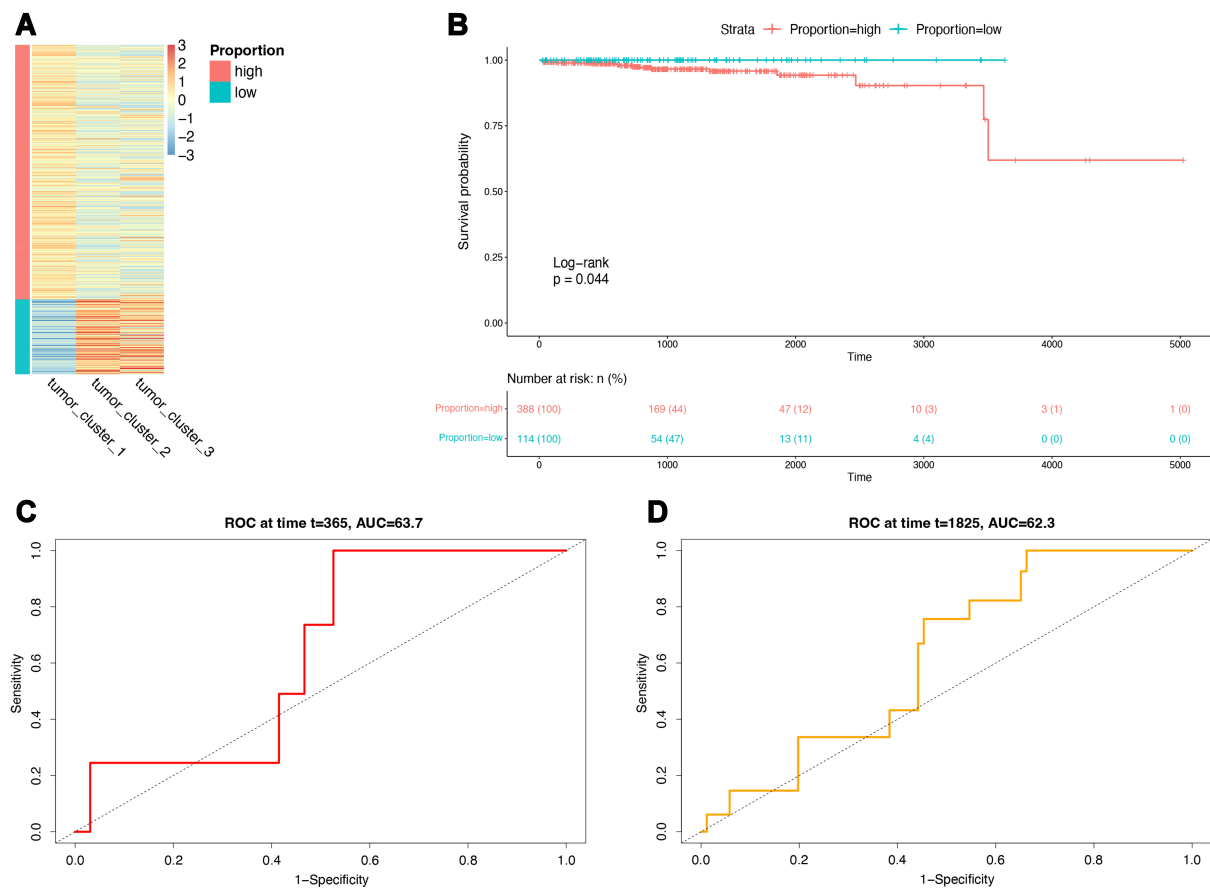 A
3
2
1
0
−1
−2
−3
Proportion
high
low
tumor_cluster_1
tumor_cluster_2
tumor_cluster_3
B
Strata Proportion=high Proportion=low
1.00
0.75
0.50
0.25
0.00
Survival probability
Log−rank
p = 0.044
0 1000 2000 3000 4000 5000
Time
Number at risk: n (%)
Proportion=high 388 (100) 169 (44) 47 (12) 10 (3) 3 (1) 1 (0)
Proportion=low 114 (100) 54 (47) 13 (11) 4 (4) 0 (0) 0 (0)
0 1000 2000 3000 4000 5000
Time
C
ROC at time t=365, AUC=63.7
1.0
0.8
0.6
0.4
0.2
0.0
Sensitivity
0.0 0.2 0.4 0.6 0.8 1.0
1-Specificity
D
ROC at time t=1825, AUC=62.3
1.0
0.8
0.6
0.4
0.2
0.0
Sensitivity
0.0 0.2 0.4 0.6 0.8 1.0
1-Specificity